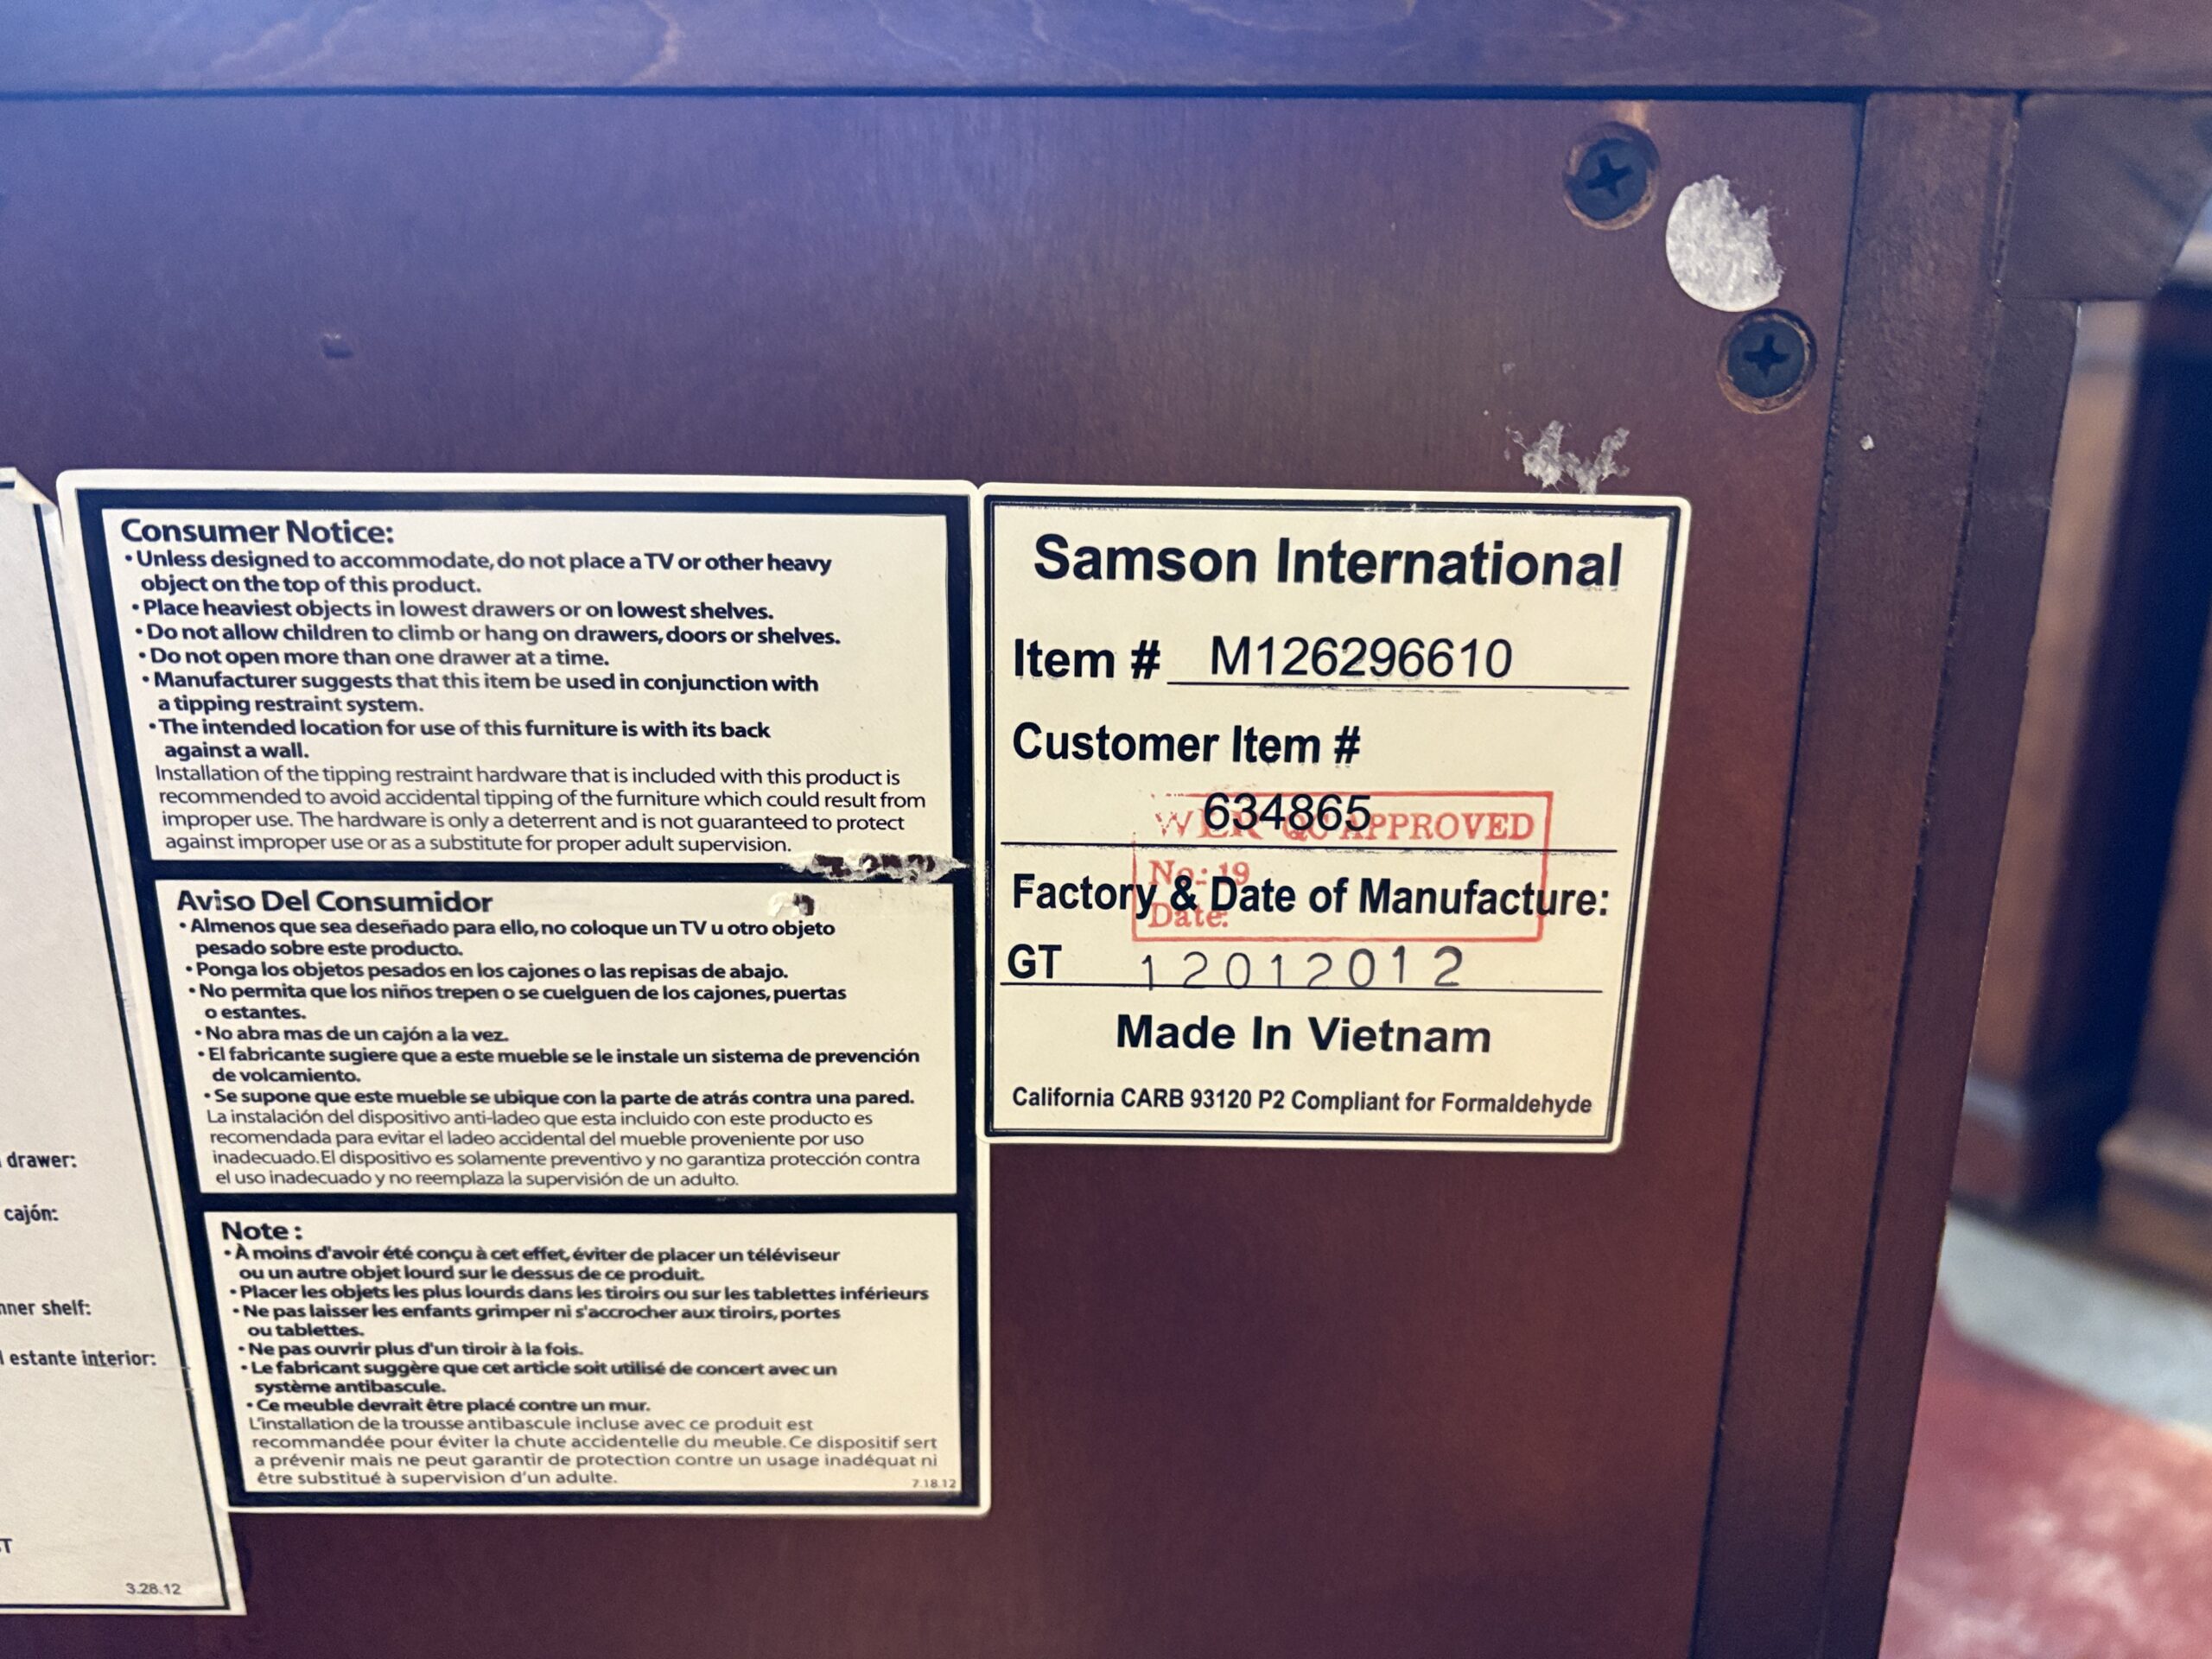 drawer:
cajón:
nner shelf:
estante interior:
ST
3.28.12
Consumer Notice:
• Unless designed to accommodate, do not place a TV or other heavy
object on the top of this product.
• Place heaviest objects in lowest drawers or on lowest shelves.
• Do not allow children to climb or hang on drawers, doors or shelves.
• Do not open more than one drawer at a time.
• Manufacturer suggests that this item be used in conjunction with
a tipping restraint system.
• The intended location for use of this furniture is with its back
against a wall.
Installation of the tipping restraint hardware that is included with this product is
recommended to avoid accidental tipping of the furniture which could result from
improper use. The hardware is only a deterrent and is not guaranteed to protect
against improper use or as a substitute for proper adult supervision.
Aviso Del Consumidor
• Almenos que sea deseñado para ello, no coloque un TV u otro objeto
pesado sobre este producto.
• Ponga los objetos pesados en los cajones o las repisas de abajo.
• No permita que los niños trepen o se cuelguen de los cajones, puertas
o estantes.
• No abra mas de un cajón a la vez.
• El fabricante sugiere que a este mueble se le instale un sistema de prevención
de volcamiento.
• Se supone que este mueble se ubique con la parte de atrás contra una pared.
La instalación del dispositivo anti-ladeo que esta incluido con este producto es
recomendada para evitar el ladeo accidental del mueble proveniente por uso
inadecuado. El dispositivo es solamente preventivo y no garantiza protección contra
el uso inadecuado y no reemplaza la supervisión de un adulto.
Note :
• À moins d'avoir été conçu à cet effet, éviter de placer un téléviseur
ou un autre objet lourd sur le dessus de ce produit.
• Placer les objets les plus lourds dans les tiroirs ou sur les tablettes inférieurs
• Ne pas laisser les enfants grimper ni s'accrocher aux tiroirs, portes
ou tablettes.
• Ne pas ouvrir plus d'un tiroir à la fois.
• Le fabricant suggère que cet article soit utilisé de concert avec un
système antibascule.
• Ce meuble devrait être placé contre un mur.
L'installation de la trousse antibascule incluse avec ce produit est
recommandée pour éviter la chute accidentelle du meuble. Ce dispositif sert
a prévenir mais ne peut garantir de protection contre un usage inadéquat ni
être substitué à supervision d'un adulte.
7.18.12
Samson International
Item # M126296610
Customer Item #
634865
QC APPROVED
No: 19
Date:
Factory & Date of Manufacture:
GT 12012012
Made In Vietnam
California CARB 93120 P2 Compliant for Formaldehyde